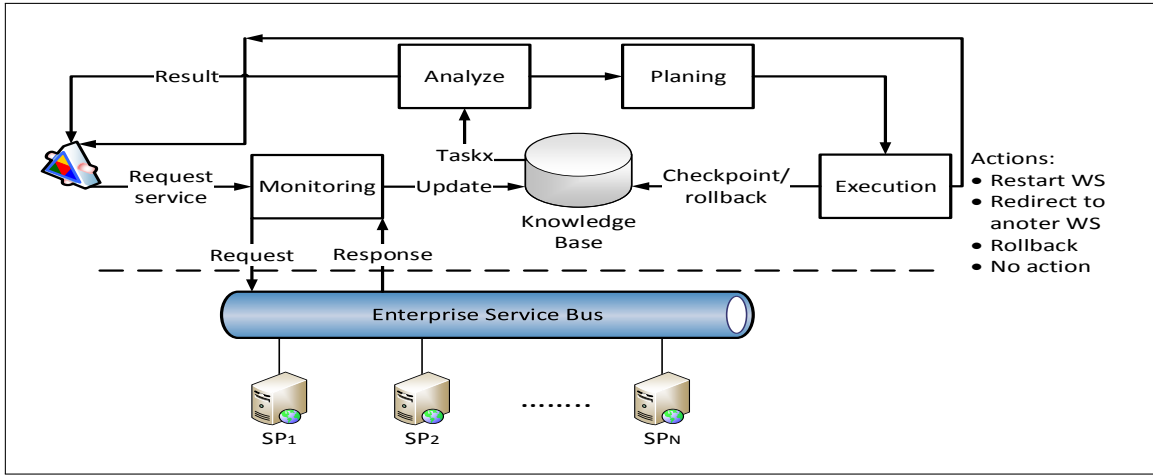 Result
Analyze
Planing
Taskx
Request
service
Monitoring
Update
Knowledge
Base
Checkpoint/
rollback
Execution
Actions:
• Restart WS
• Redirect to
anoter WS
• Rollback
• No action
Request
Response
Enterprise Service Bus
SP1
SP2
........
SPN